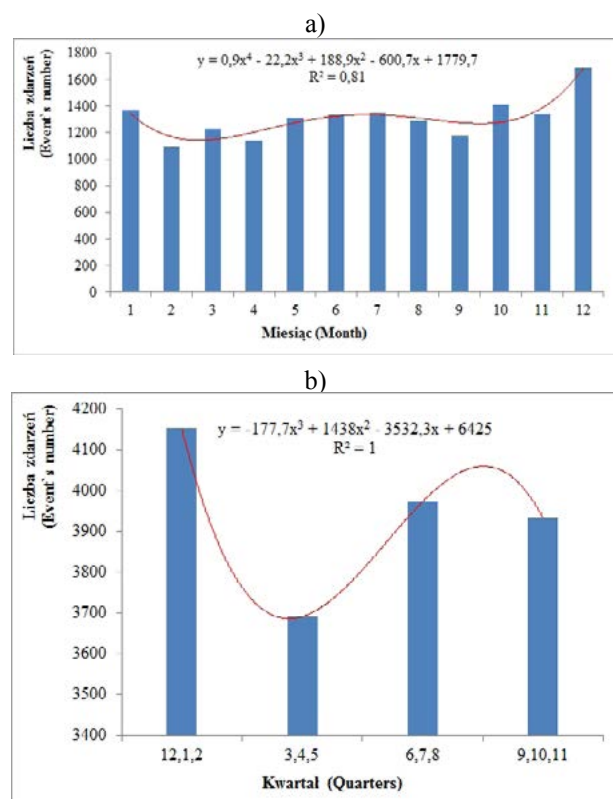 a)
y = 0,9x⁴ - 22,2x³ + 188,9x² - 600,7x + 1779,7
R² = 0,81
Liczba zdarzeń
(Event's number)
1800
1600
1400
1200
1000
800
600
400
200
0
1 2 3 4 5 6 7 8 9 10 11 12
Miesiąc (Month)
b)
y = -177,7x³ + 1438x² - 3532,3x + 6425
R² = 1
Liczba zdarzeń
(Event's number)
4200
4100
4000
3900
3800
3700
3600
3500
3400
12,1,2 3,4,5 6,7,8 9,10,11
Kwartał (Quarters)